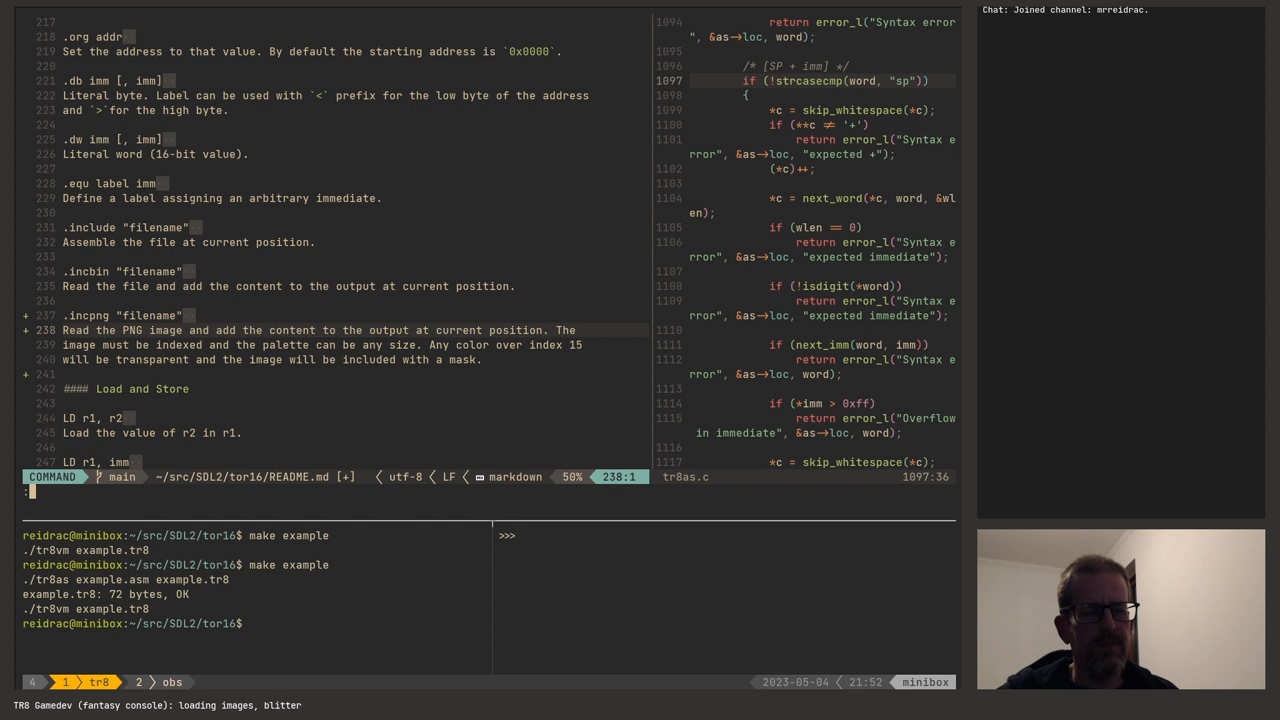 217
218 .org addr
219 Set the address to that value. By default the starting address is `0x0000`.
220
221 .db imm [, imm]
222 Literal byte. Label can be used with `<` prefix for the low byte of the address
223 and `>`for the high byte.
224
225 .dw imm [, imm]
226 Literal word (16-bit value).
227
228 .equ label imm
229 Define a label assigning an arbitrary immediate.
230
231 .include "filename"
232 Assemble the file at current position.
233
234 .incbin "filename"
235 Read the file and add the content to the output at current position.
236
+ 237 .incpng "filename"
+ 238 Read the PNG image and add the content to the output at current position. The
239 image must be indexed and the palette can be any size. Any color over index 15
240 will be transparent and the image will be included with a mask.
+ 241
242 #### Load and Store
243
244 LD r1, r2
245 Load the value of r2 in r1.
246
247 LD r1, imm
COMMAND main ~/src/SDL2/tor16/README.md [+] utf-8 LF markdown 50% 238:1
:
1094 return error_l("Syntax error
", &as->loc, word);
1095
1096 /* [SP + imm] */
1097 if (!strcasecmp(word, "sp"))
1098 {
1099 *c = skip_whitespace(*c);
1100 if (**c != '+')
1101 return error_l("Syntax e
rror", &as->loc, "expected +");
1102 (*c)++;
1103
1104 *c = next_word(*c, word, &wl
en);
1105 if (wlen == 0)
1106 return error_l("Syntax e
rror", &as->loc, "expected immediate");
1107
1108 if (!isdigit(*word))
1109 return error_l("Syntax e
rror", &as->loc, "expected immediate");
1110
1111 if (next_im(word, imm))
1112 return error_l("Syntax e
rror", &as->loc, word);
1113
1114 if (*imm > 0xff)
1115 return error_l("Overflow
in immediate", &as->loc, word);
1116
1117 *c = skip_whitespace(*c);
tr8as.c 1097:36
reidrac@minibox:~/src/SDL2/tor16$ make example
./tr8vm example.tr8
reidrac@minibox:~/src/SDL2/tor16$ make example
./tr8as example.asm example.tr8
example.tr8: 72 bytes, OK
./tr8vm example.tr8
reidrac@minibox:~/src/SDL2/tor16$
>>>
4 1 tr8 2 obs 2023-05-04 21:52 minibox
Chat: Joined channel: mrreidrac.
TR8 Gamedev (fantasy console): loading images, blitter